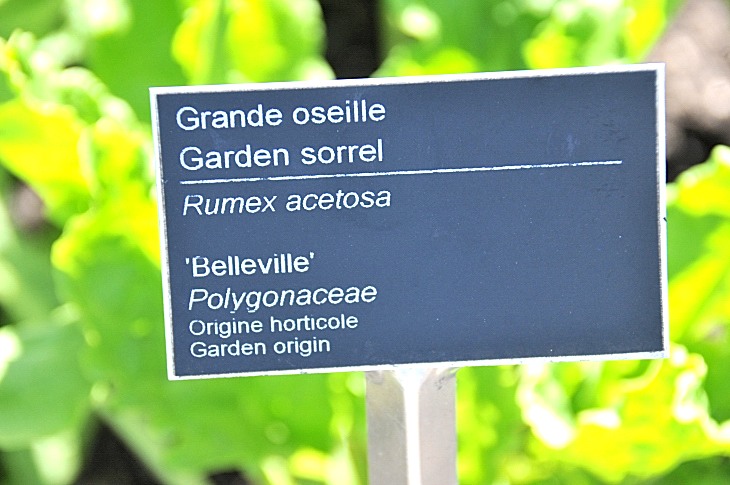 Grande oseille
Garden sorrel
Rumex acetosa
'Belleville'
Polygonaceae
Origine horticole
Garden origin